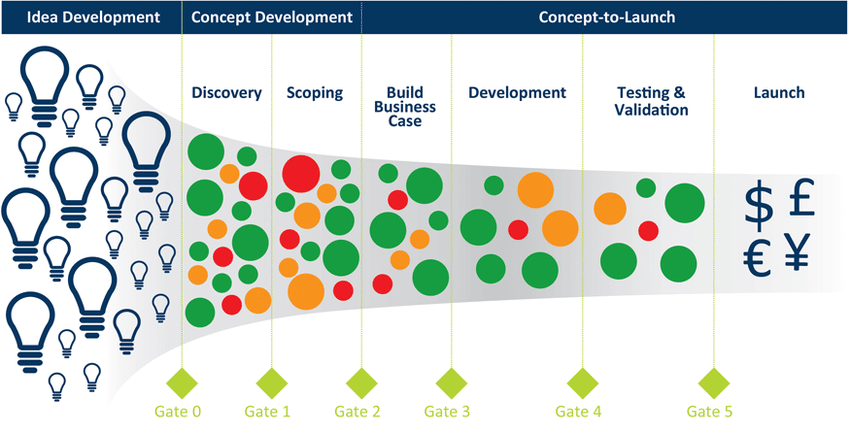 Idea Development
Concept Development
Concept-to-Launch
Discovery
Scoping
Build
Business
Case
Development
Testing &
Validation
Launch
$ £
€ ¥
Gate 0
Gate 1
Gate 2
Gate 3
Gate 4
Gate 5